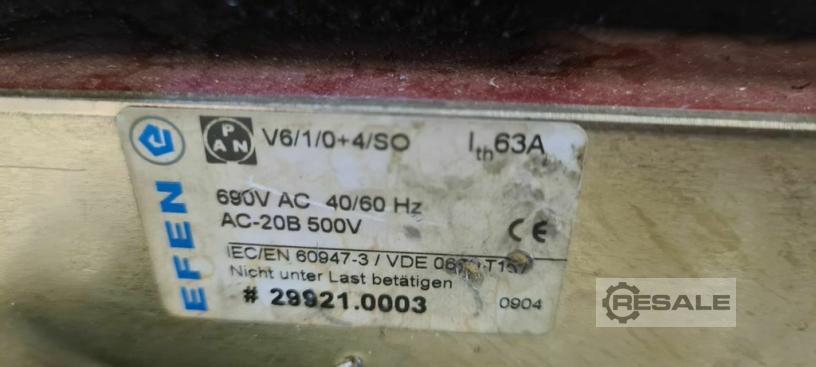 EFEN
PAN V6/1/0+4/SO Ith63A
690V AC 40/60 Hz
AC-20B 500V CE
IEC/EN 60947-3 / VDE
Nicht unter Last betätigen
# 29921.0003 0904
RESALE